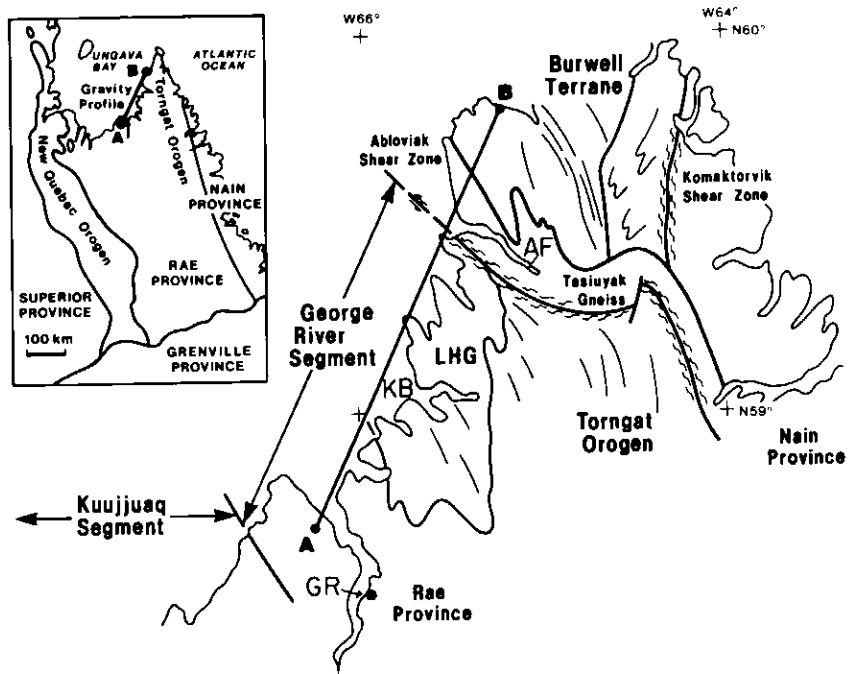 UNGAVA
BAY
ATLANTIC
OCEAN
B
Gravity
Profile
A
Torngat Orogen
New Quebec Orogen
NAIN
PROVINCE
RAE
PROVINCE
SUPERIOR
PROVINCE
100 km
GRENVILLE
PROVINCE
W66°
W64°
N60°
Burwell
Terrane
B
Abloviak
Shear Zone
Komaktorvik
Shear Zone
AF
Tasiuyak
Gneiss
George
River
Segment
LHG
KB
N59°
Torngat
Orogen
Nain
Province
Kuujjuaq
Segment
A
GR
Rae
Province